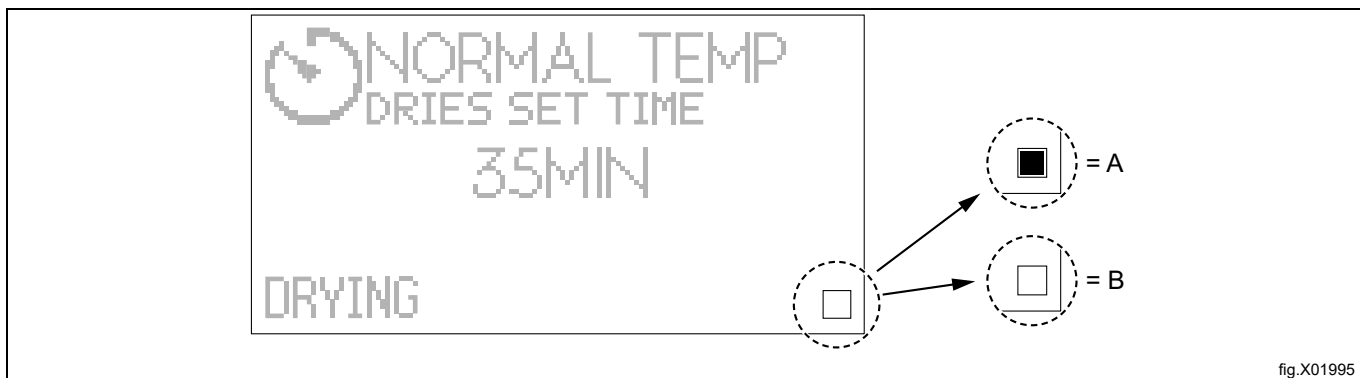 NORMAL TEMP
DRIES SET TIME
35MIN
DRYING
= A
= B
fig.X01995